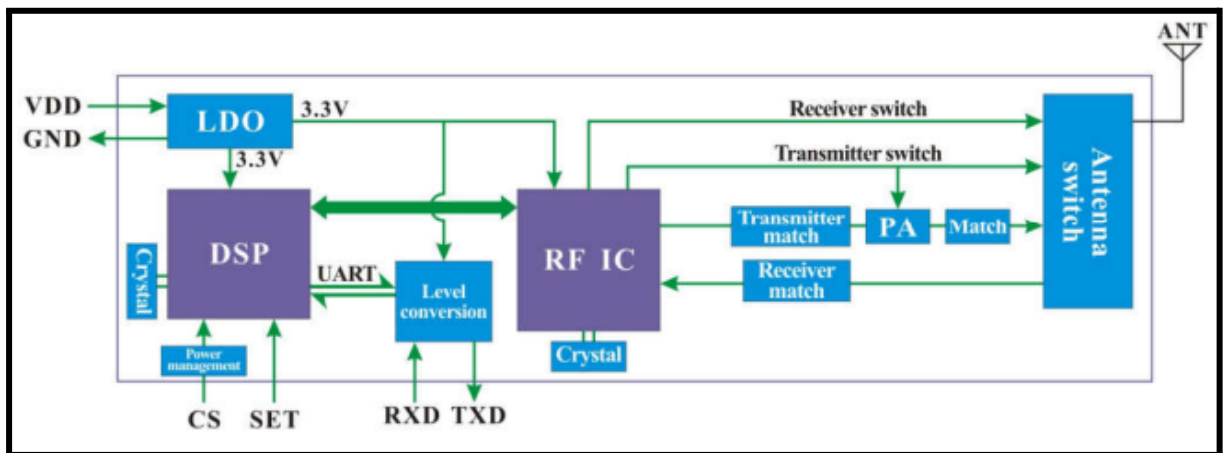 ANT
VDD
GND
LDO
3.3V
3.3V
Receiver switch
Transmitter switch
Antenna
switch
DSP
RF IC
Transmitter
match
PA
Match
Receiver
match
Crystal
UART
Level
conversion
Crystal
Power
management
CS
SET
RXD
TXD